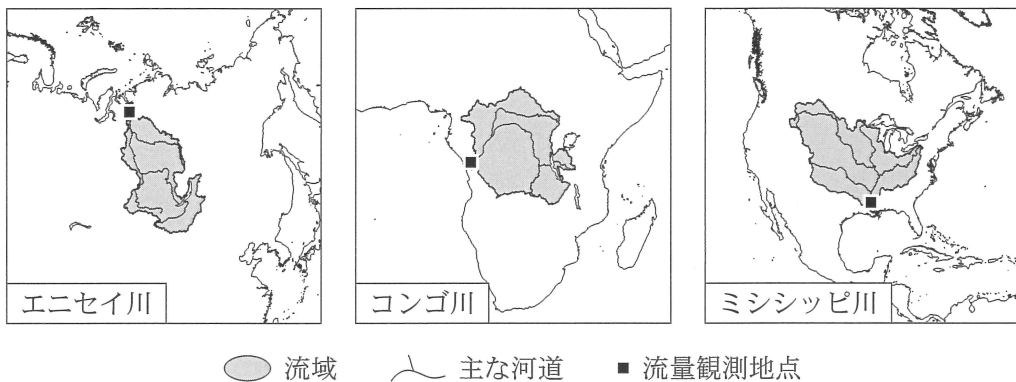 エニセイ川
コンゴ川
ミシシッピ川
流域
主な河道
流量観測地点